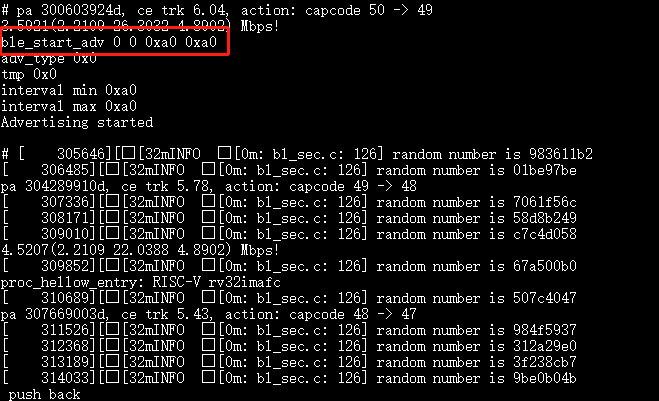 # pa 300603924d, ce trk 6.04, action: capcode 50 -> 49
3.5921(2.2109 26.3032 4.8902) Mbps!
ble_start_adv 0 0 0xa0 0xa0
adv_type 0x0
tmp 0x0
interval min 0xa0
interval max 0xa0
Advertising started
# [    305646][□[32mINFO  □[0m: bl_sec.c: 126] random number is 983611b2
[    306485][□[32mINFO  □[0m: bl_sec.c: 126] random number is 01be97be
pa 304289910d, ce trk 5.78, action: capcode 49 -> 48
[    307336][□[32mINFO  □[0m: bl_sec.c: 126] random number is 7061f56c
[    308171][□[32mINFO  □[0m: bl_sec.c: 126] random number is 58d8b249
[    309010][□[32mINFO  □[0m: bl_sec.c: 126] random number is c7c4d058
4.5207(2.2109 22.0388 4.8902) Mbps!
[    309852][□[32mINFO  □[0m: bl_sec.c: 126] random number is 67a500b0
proc_hellow_entry: RISC-V rv32imafc
[    310689][□[32mINFO  □[0m: bl_sec.c: 126] random number is 507c4047
pa 307669003d, ce trk 5.43, action: capcode 48 -> 47
[    311526][□[32mINFO  □[0m: bl_sec.c: 126] random number is 984f5937
[    312368][□[32mINFO  □[0m: bl_sec.c: 126] random number is 312a29e0
[    313189][□[32mINFO  □[0m: bl_sec.c: 126] random number is 3f238cb7
[    314033][□[32mINFO  □[0m: bl_sec.c: 126] random number is 9be0b04b
push back